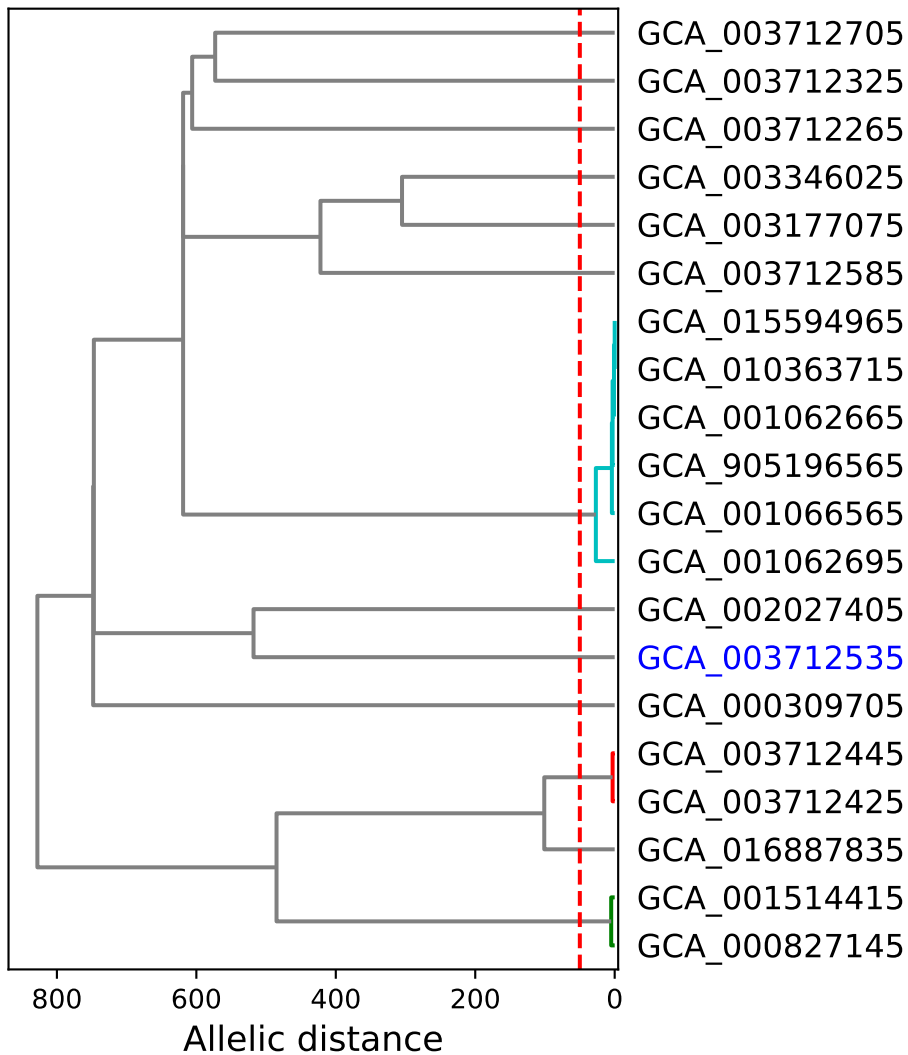 GCA_003712705
GCA_003712325
GCA_003712265
GCA_003346025
GCA_003177075
GCA_003712585
GCA_015594965
GCA_010363715
GCA_001062665
GCA_905196565
GCA_001066565
GCA_001062695
GCA_002027405
GCA_003712535
GCA_000309705
GCA_003712445
GCA_003712425
GCA_016887835
GCA_001514415
GCA_000827145
800 600 400 200 0
Allelic distance